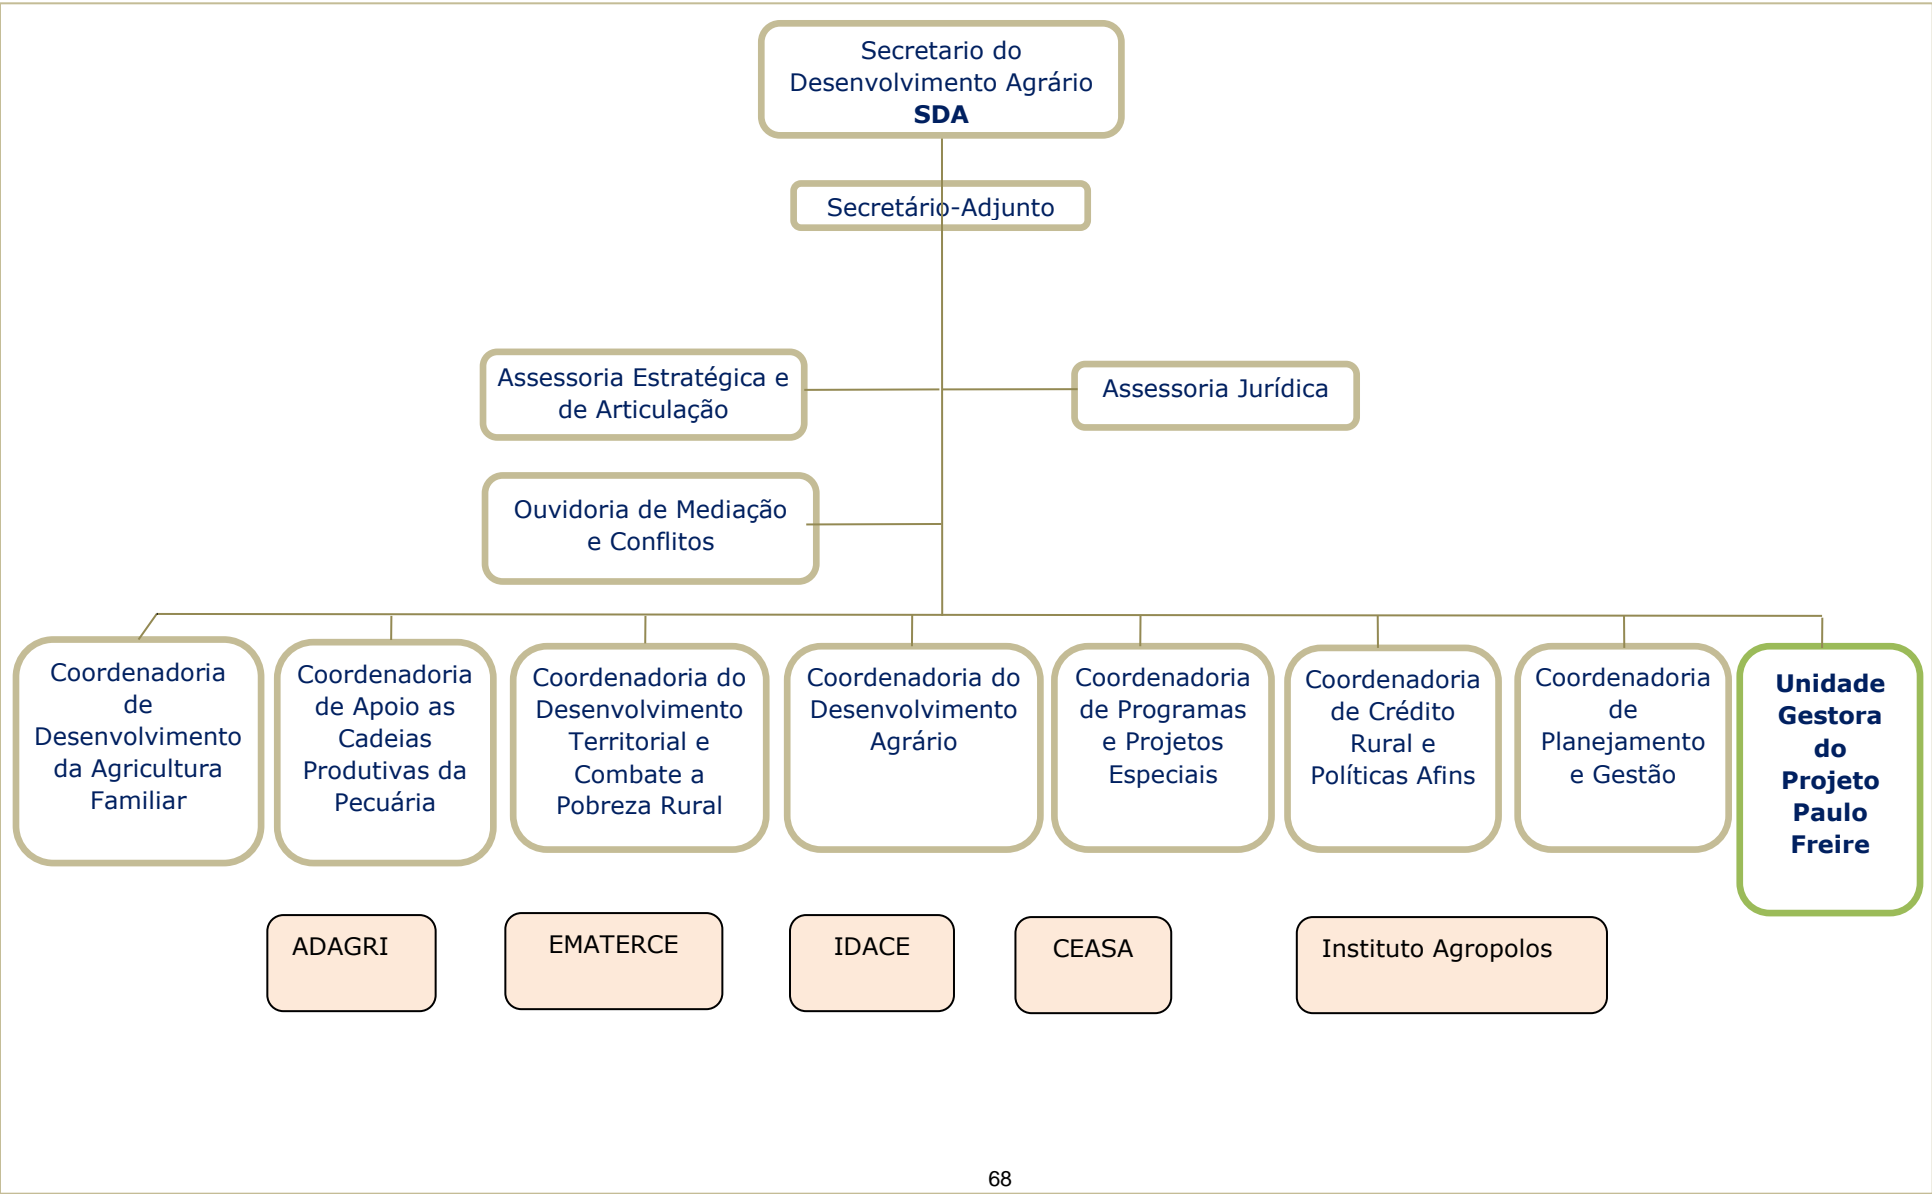 Secretario do
Desenvolvimento Agrário
SDA
Secretário-Adjunto
Assessoria Estratégica e
de Articulação
Assessoria Jurídica
Ouvidoria de Mediação
e Conflitos
Coordenadoria
de
Desenvolvimento
da Agricultura
Familiar
Coordenadoria
de Apoio as
Cadeias
Produtivas da
Pecuária
Coordenadoria do
Desenvolvimento
Territorial e
Combate a
Pobreza Rural
Coordenadoria do
Desenvolvimento
Agrário
Coordenadoria
de Programas
e Projetos
Especiais
Coordenadoria
de Crédito
Rural e
Políticas Afins
Coordenadoria
de
Planejamento
e Gestão
Unidade
Gestora
do
Projeto
Paulo
Freire
ADAGRI
EMATERCE
IDACE
CEASA
Instituto Agropolos
68